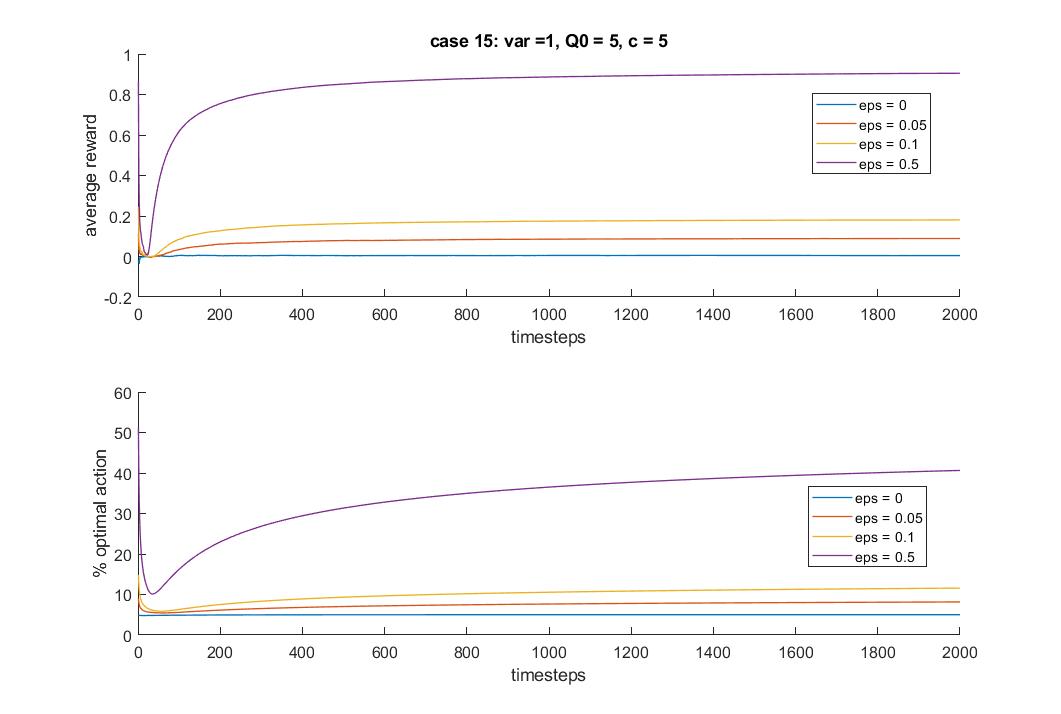 case 15: var =1, Q0 = 5, c = 5
average reward
1
0.8
0.6
0.4
0.2
0
-0.2
eps = 0
eps = 0.05
eps = 0.1
eps = 0.5
0 200 400 600 800 1000 1200 1400 1600 1800 2000
timesteps
% optimal action
60
50
40
30
20
10
0
eps = 0
eps = 0.05
eps = 0.1
eps = 0.5
0 200 400 600 800 1000 1200 1400 1600 1800 2000
timesteps